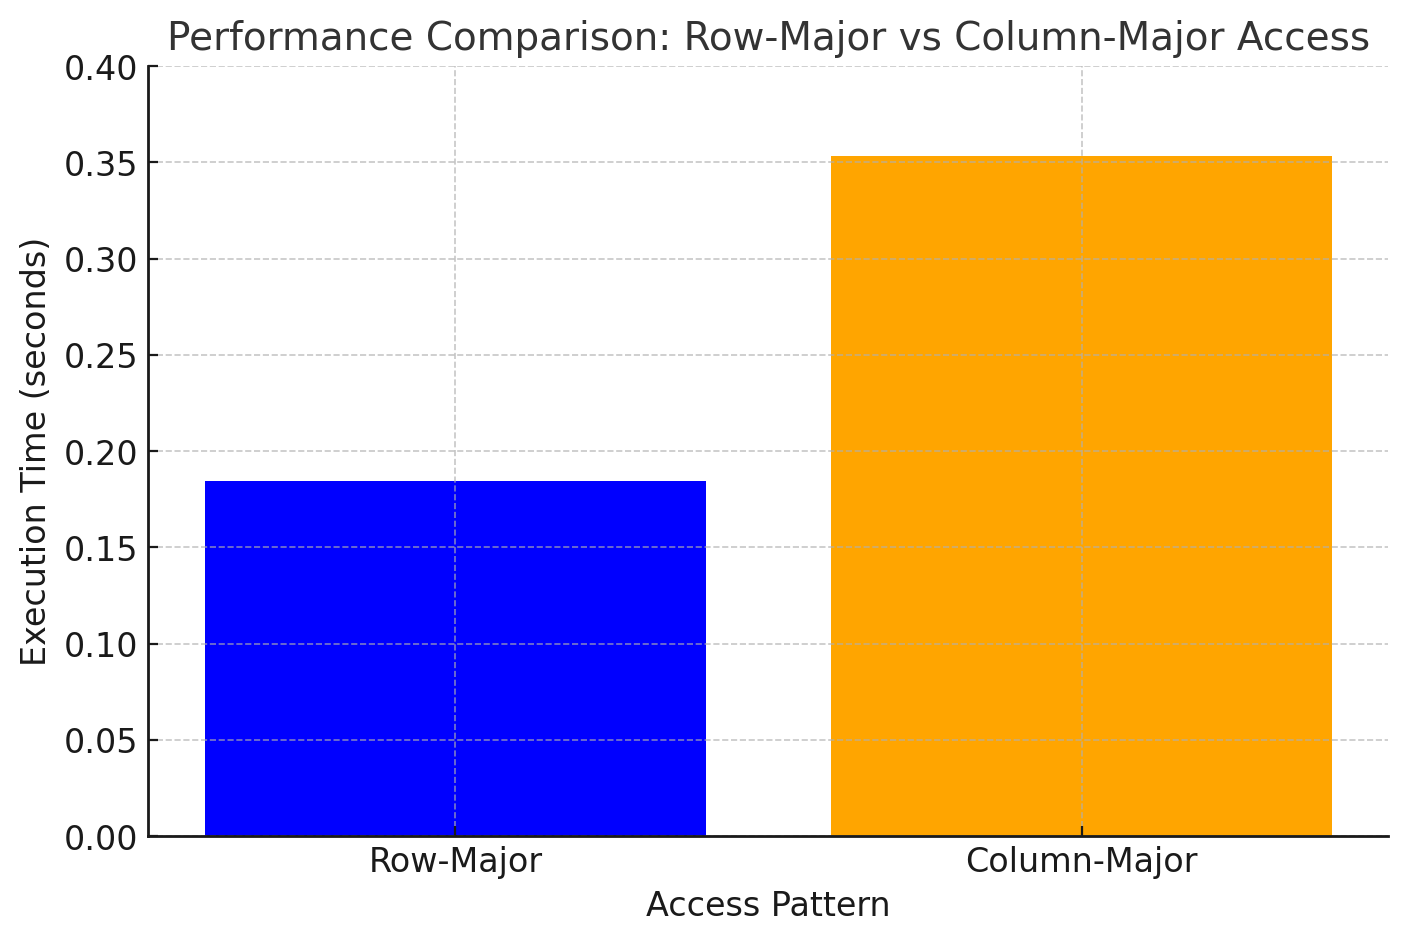 Performance Comparison: Row-Major vs Column-Major Access
0.40
0.35
0.30
0.25
0.20
0.15
0.10
0.05
0.00
Execution Time (seconds)
Row-Major
Column-Major
Access Pattern